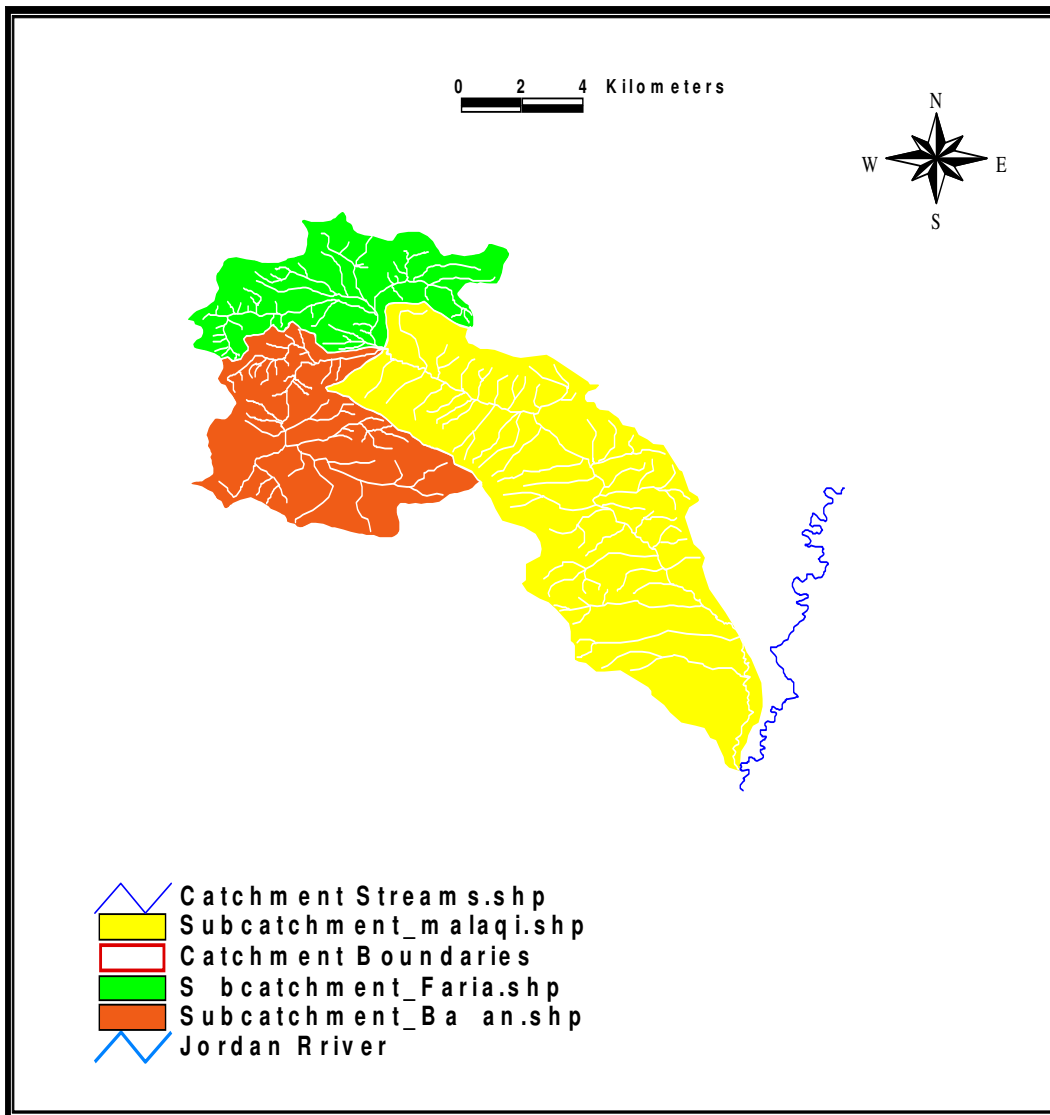 0 2 4 Kilometers
N
W E
S
Catchment Streams.shp
Subcatchment_malaqi.shp
Catchment Boundaries
S bcatchment_Faria.shp
Subcatchment_Ba an.shp
Jordan Rriver